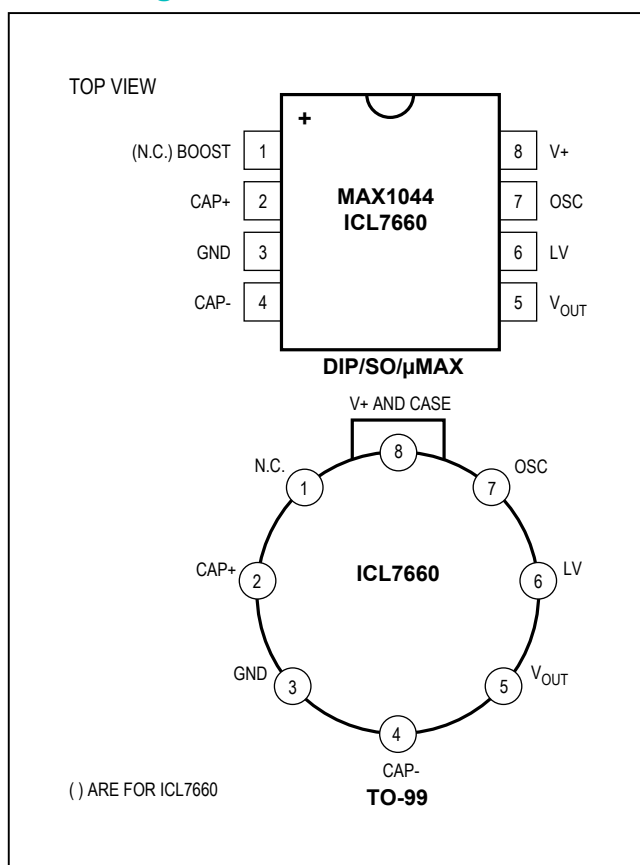 TOP VIEW
+
(N.C.) BOOST 1 8 V+
MAX1044
CAP+ 2 7 OSC
ICL7660
GND 3 6 LV
CAP- 4 5 VOUT
DIP/SO/µMAX
V+ AND CASE
8
N.C. OSC
1 7
CAP+ 2 ICL7660 6 LV
GND 3 5 VOUT
4
CAP-
( ) ARE FOR ICL7660
TO-99